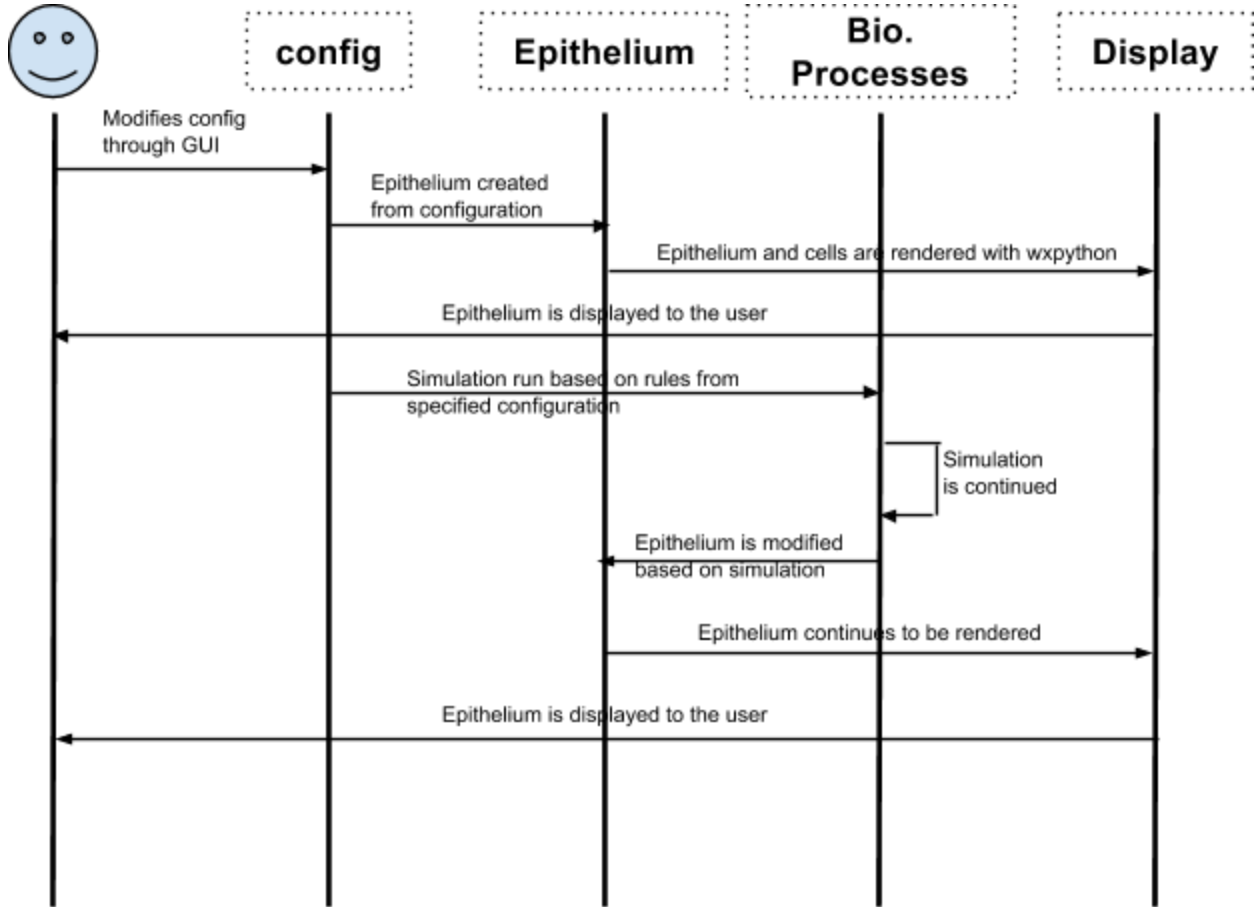 config
Epithelium
Bio.
Processes
Display
Modifies config
through GUI
Epithelium created
from configuration
Epithelium and cells are rendered with wxpython
Epithelium is displayed to the user
Simulation run based on rules from
specified configuration
Simulation
is continued
Epithelium is modified
based on simulation
Epithelium continues to be rendered
Epithelium is displayed to the user